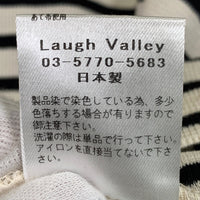 あて布使用
Laugh Valley
03-5770-5683
日本製
製品染で染色している為、多少
色落ちする場合が有りますので
御注意下さい。
洗濯の際は単品で行って下さい。
アイロンを直接当てないで下さい